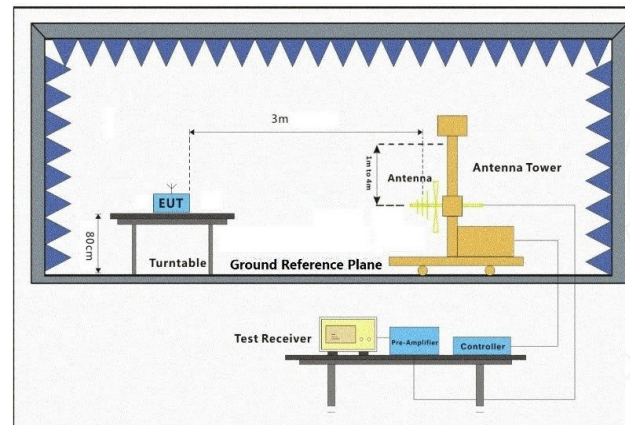 3m
1m to 4m
Antenna
Antenna Tower
EUT
80cm
Turntable
Ground Reference Plane
Test Receiver
Pre-Amplifier
Controller